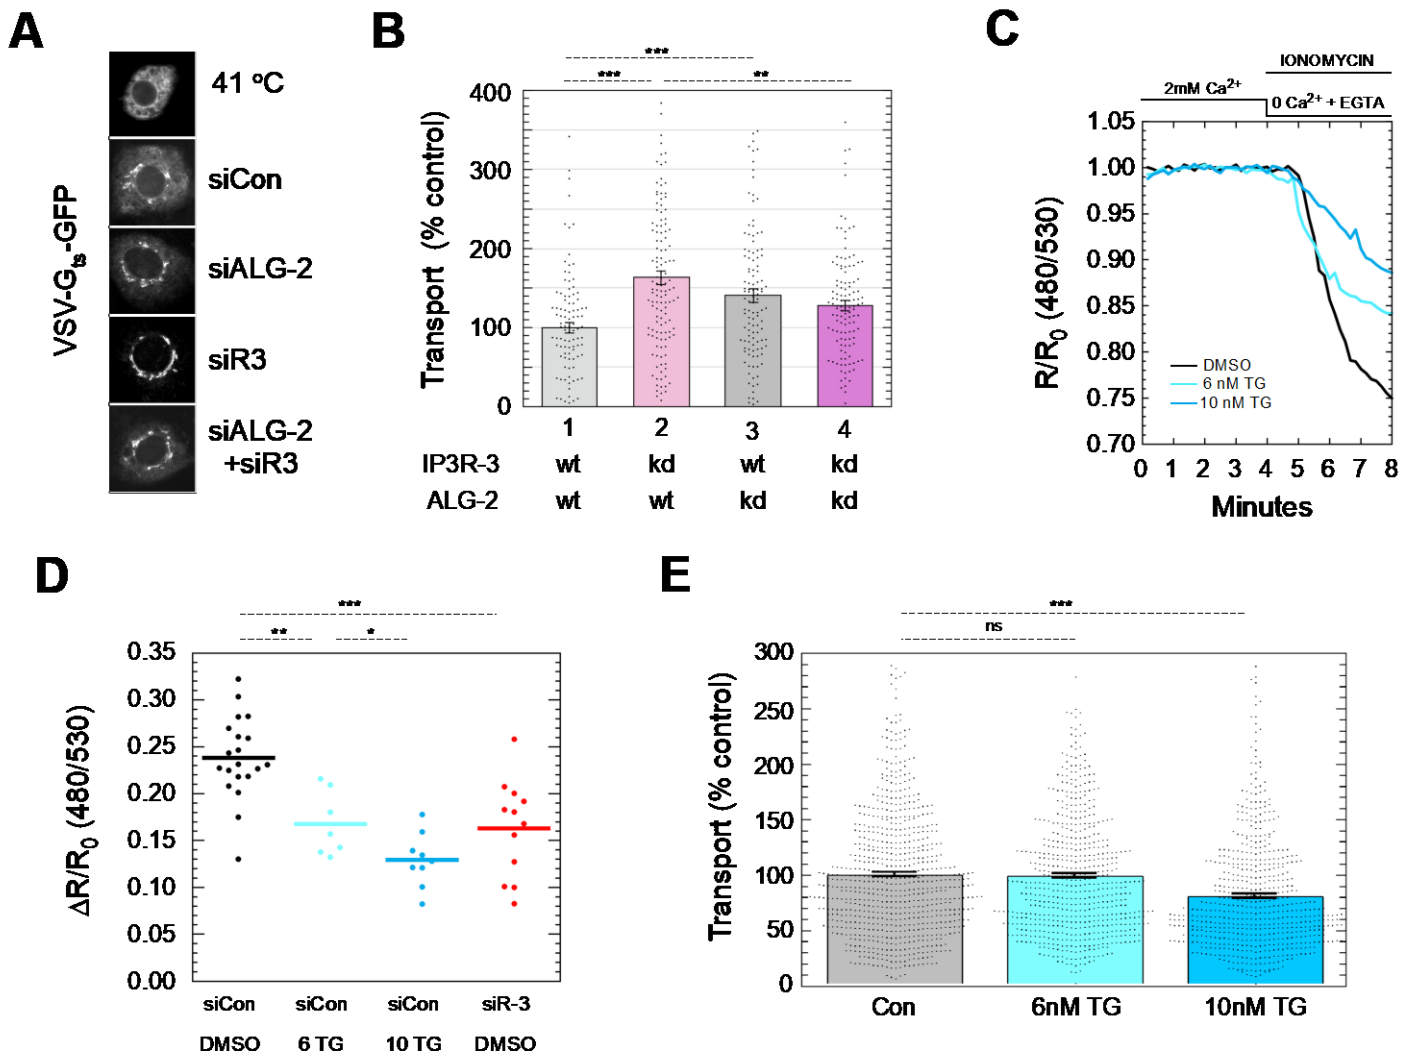 A
VSV-Gts-GFP
41 °C
siCon
siALG-2
siR3
siALG-2
+siR3
B
***
***
**
Transport (% control)
400
300
200
100
0
1 2 3 4
IP3R-3 wt kd wt kd
ALG-2 wt wt kd kd
C
IONOMYCIN
2mM Ca2+
0 Ca2+ + EGTA
R/R0 (480/530)
1.05
1.00
0.95
0.90
0.85
0.80
0.75
0.70
DMSO
6 nM TG
10 nM TG
0 1 2 3 4 5 6 7 8
Minutes
D
***
** *
ΔR/R0 (480/530)
0.35
0.30
0.25
0.20
0.15
0.10
0.05
0.00
siCon siCon siCon siR-3
DMSO 6 TG 10 TG DMSO
E
***
ns
Transport (% control)
300
250
200
150
100
50
0
Con 6nM TG 10nM TG